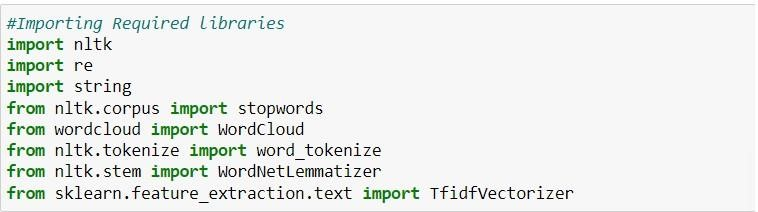 #Importing Required libraries
import nltk
import re
import string
from nltk.corpus import stopwords
from wordcloud import WordCloud
from nltk.tokenize import word_tokenize
from nltk.stem import WordNetLemmatizer
from sklearn.feature_extraction.text import TfidfVectorizer